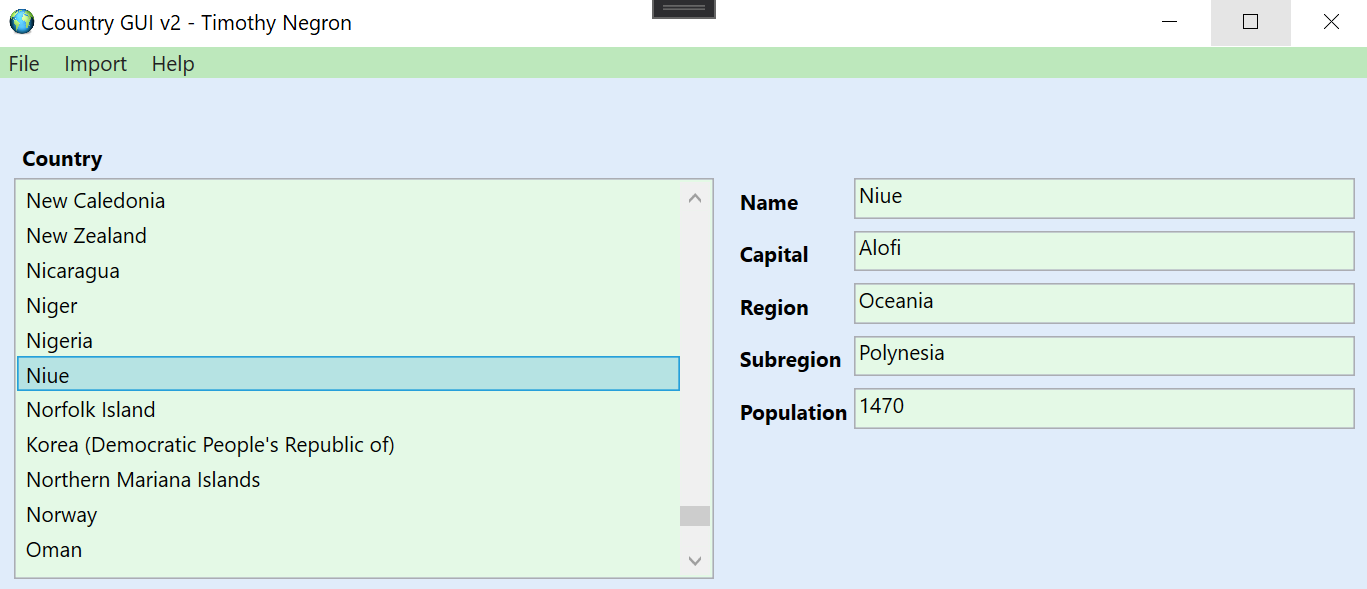 Country GUI v2 - Timothy Negron
File Import Help
Country
New Caledonia
New Zealand
Nicaragua
Niger
Nigeria
Niue
Norfolk Island
Korea (Democratic People's Republic of)
Northern Mariana Islands
Norway
Oman
Name Niue
Capital Alofi
Region Oceania
Subregion Polynesia
Population 1470